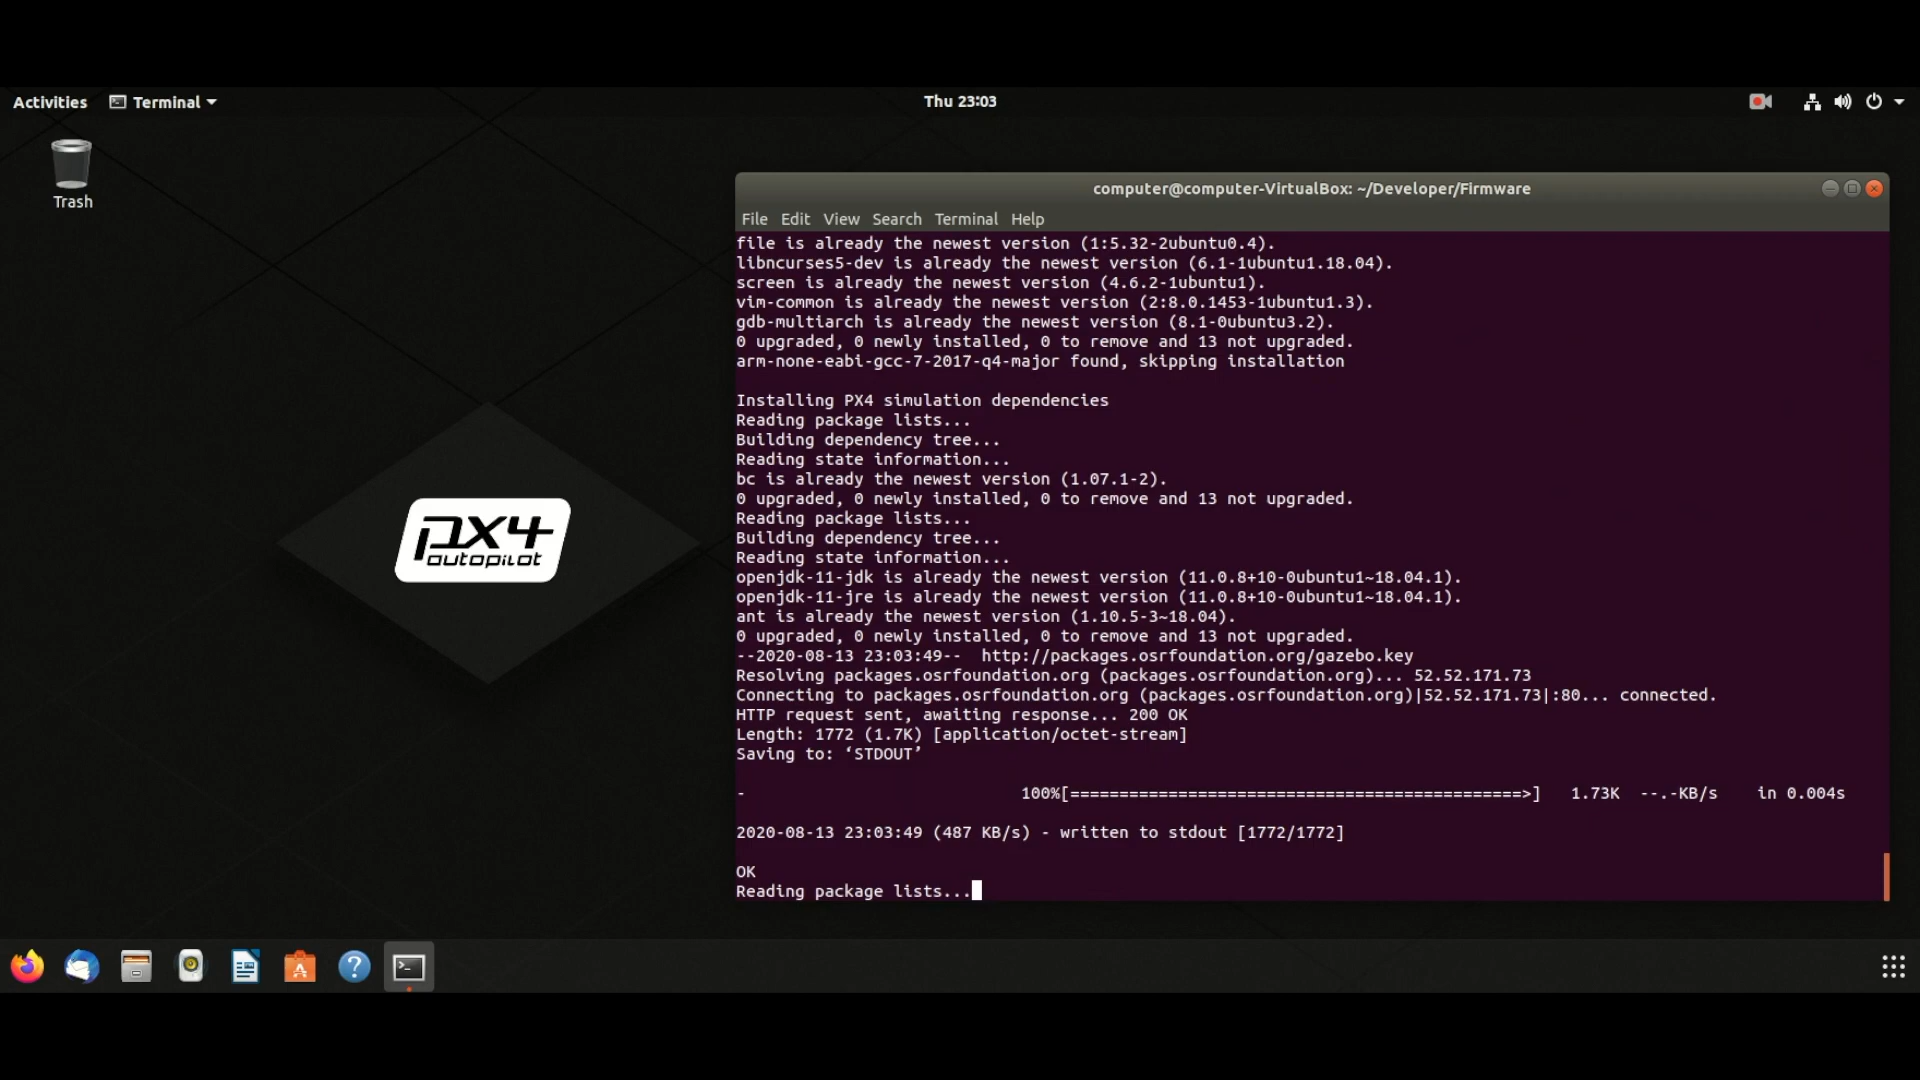 Activities Terminal Thu 23:03
Trash
computer@computer-VirtualBox: ~/Developer/Firmware
File Edit View Search Terminal Help
file is already the newest version (1:5.32-2ubuntu0.4).
libncurses5-dev is already the newest version (6.1-1ubuntu1.18.04).
screen is already the newest version (4.6.2-1ubuntu1).
vim-common is already the newest version (2:8.0.1453-1ubuntu1.3).
gdb-multiarch is already the newest version (8.1-0ubuntu3.2).
0 upgraded, 0 newly installed, 0 to remove and 13 not upgraded.
arm-none-eabi-gcc-7-2017-q4-major found, skipping installation
Installing PX4 simulation dependencies
Reading package lists...
Building dependency tree...
Reading state information...
bc is already the newest version (1.07.1-2).
0 upgraded, 0 newly installed, 0 to remove and 13 not upgraded.
Reading package lists...
Building dependency tree...
Reading state information...
openjdk-11-jdk is already the newest version (11.0.8+10-0ubuntu1~18.04.1).
openjdk-11-jre is already the newest version (11.0.8+10-0ubuntu1~18.04.1).
ant is already the newest version (1.10.5-3~18.04).
0 upgraded, 0 newly installed, 0 to remove and 13 not upgraded.
--2020-08-13 23:03:49--  http://packages.osrfoundation.org/gazebo.key
Resolving packages.osrfoundation.org (packages.osrfoundation.org)... 52.52.171.73
Connecting to packages.osrfoundation.org (packages.osrfoundation.org)|52.52.171.73|:80... connected.
HTTP request sent, awaiting response... 200 OK
Length: 1772 (1.7K) [application/octet-stream]
Saving to: ‘STDOUT’
- 100%[==============================================>] 1.73K --.-KB/s in 0.004s
2020-08-13 23:03:49 (487 KB/s) - written to stdout [1772/1772]
OK
Reading package lists...
px4
autopilot